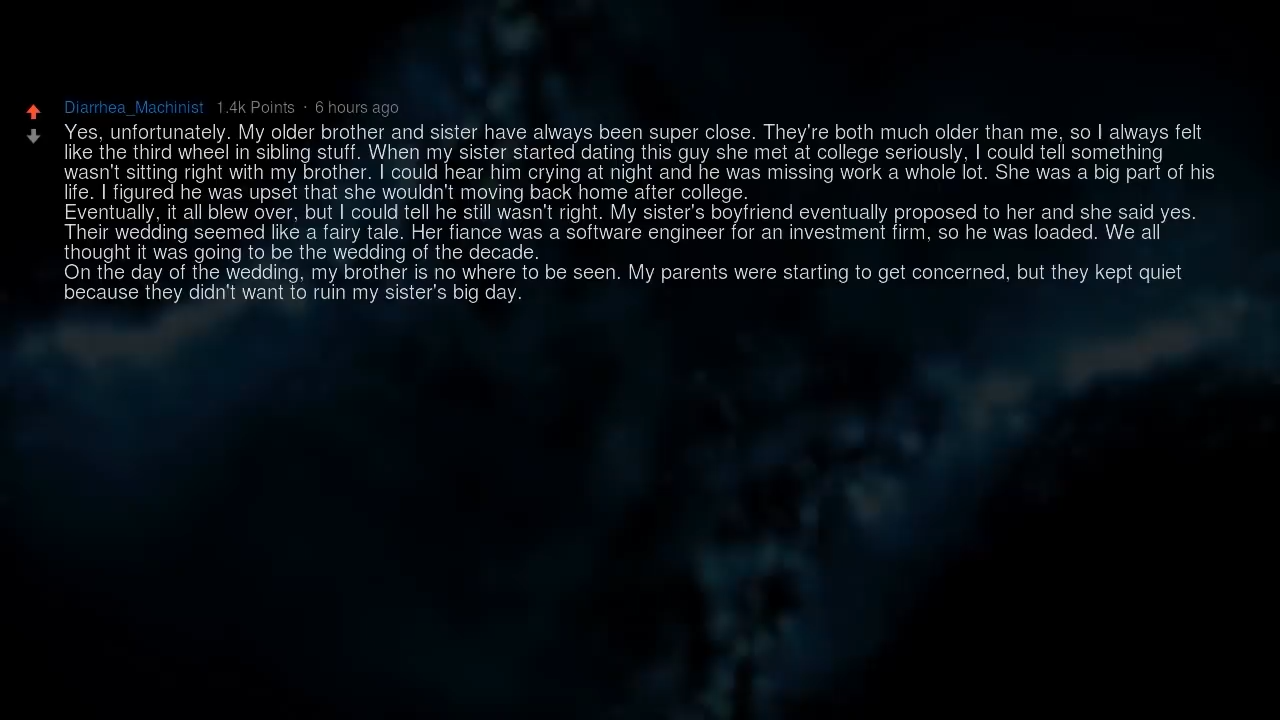 Diarrhea_Machinist 1.4k Points · 6 hours ago
Yes, unfortunately. My older brother and sister have always been super close. They're both much older than me, so I always felt
like the third wheel in sibling stuff. When my sister started dating this guy she met at college seriously, I could tell something
wasn't sitting right with my brother. I could hear him crying at night and he was missing work a whole lot. She was a big part of his
life. I figured he was upset that she wouldn't moving back home after college.
Eventually, it all blew over, but I could tell he still wasn't right. My sister's boyfriend eventually proposed to her and she said yes.
Their wedding seemed like a fairy tale. Her fiance was a software engineer for an investment firm, so he was loaded. We all
thought it was going to be the wedding of the decade.
On the day of the wedding, my brother is no where to be seen. My parents were starting to get concerned, but they kept quiet
because they didn't want to ruin my sister's big day.